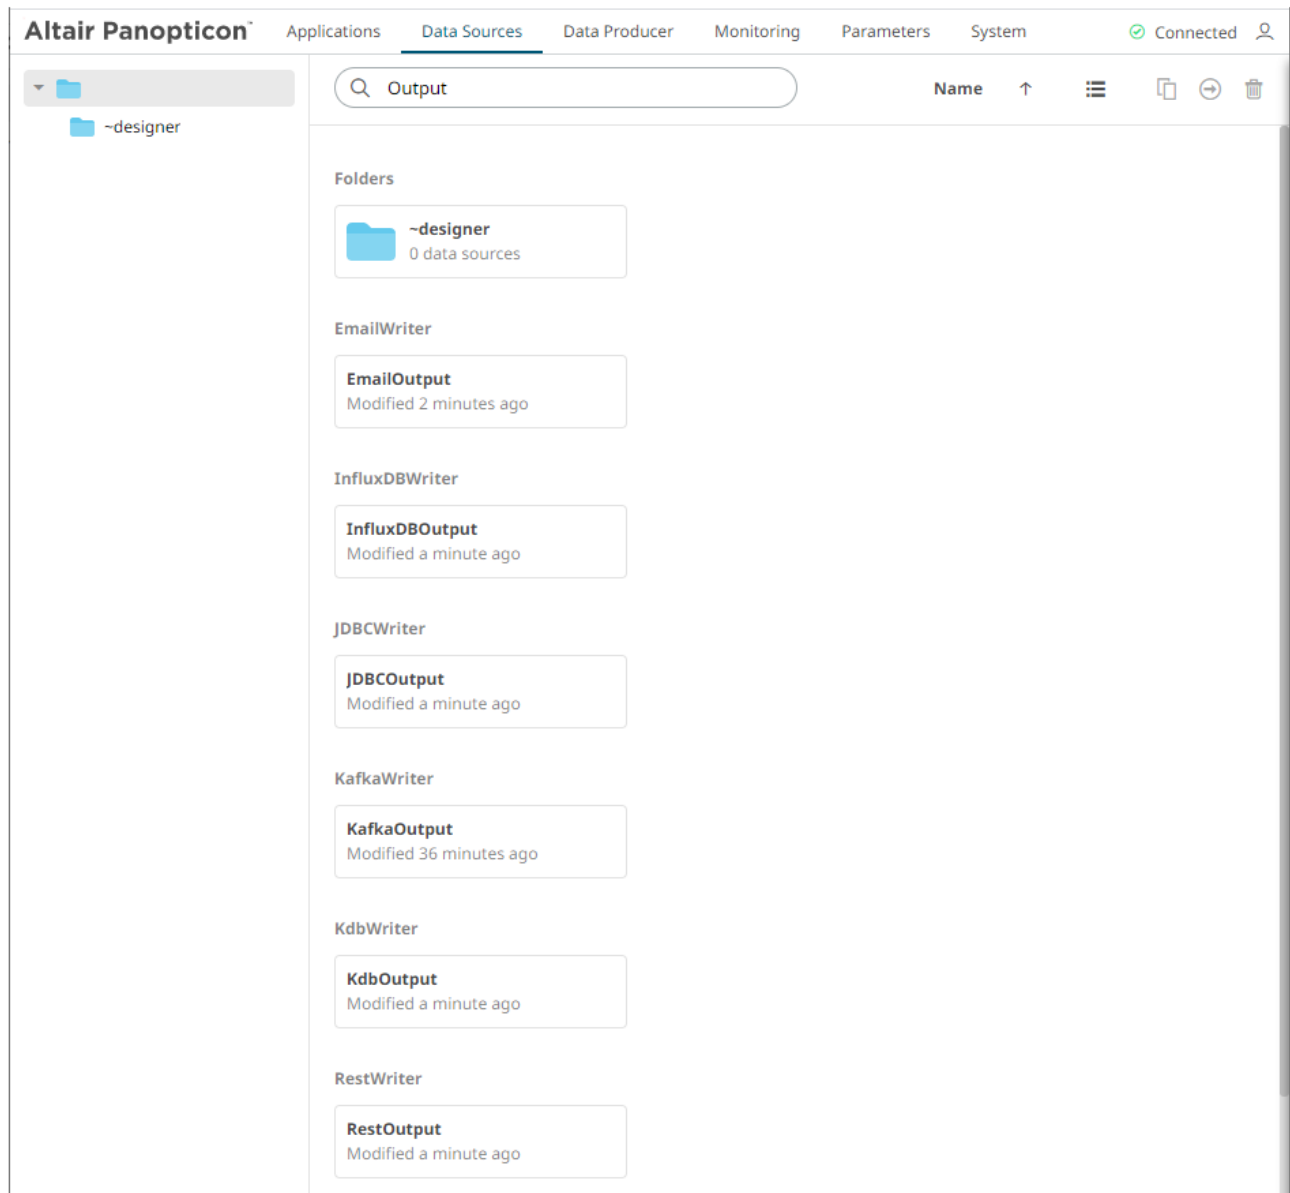 Altair Panopticon™ Applications Data Sources Data Producer Monitoring Parameters System Connected
~designer
Output Name
Folders
~designer
0 data sources
EmailWriter
EmailOutput
Modified 2 minutes ago
InfluxDBWriter
InfluxDBOutput
Modified a minute ago
JDBCWriter
JDBCOutput
Modified a minute ago
KafkaWriter
KafkaOutput
Modified 36 minutes ago
KdbWriter
KdbOutput
Modified a minute ago
RestWriter
RestOutput
Modified a minute ago